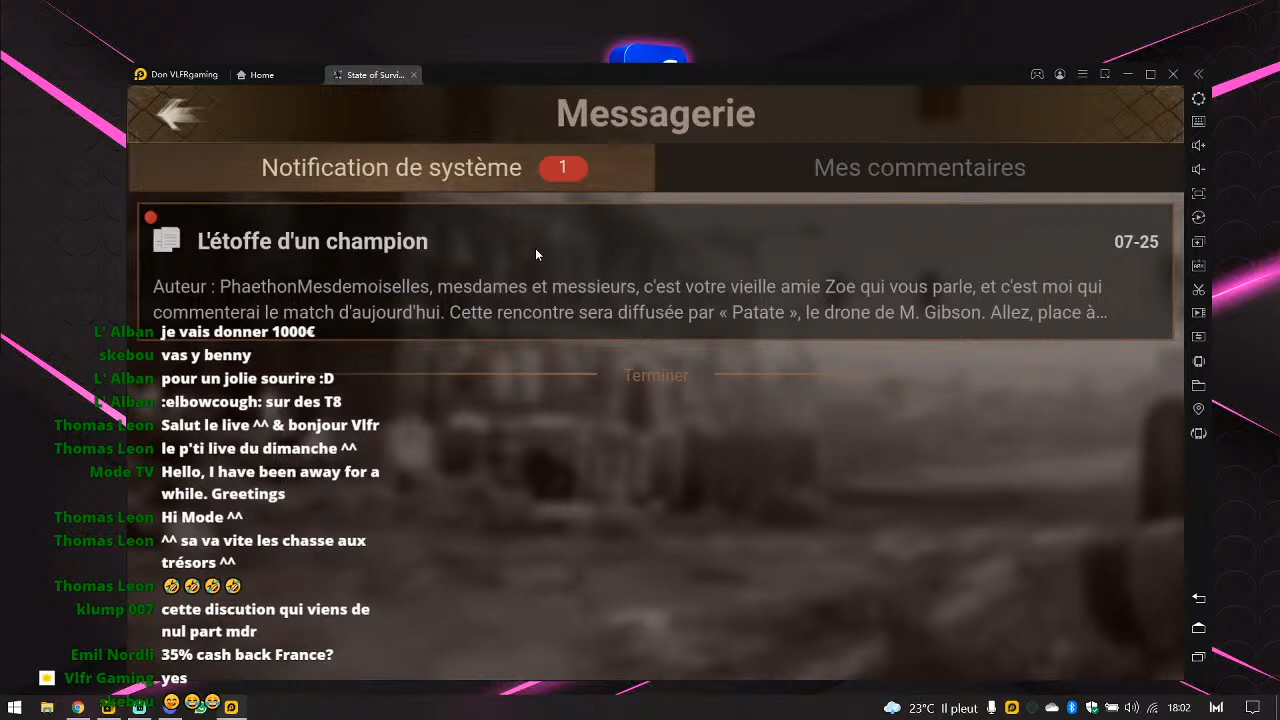 Don VLFRgaming
Home
State of Survi...
Messagerie
Notification de système
1
Mes commentaires
L'étoffe d'un champion
07-25
Auteur : PhaethonMesdemoiselles, mesdames et messieurs, c'est votre vieille amie Zoe qui vous parle, et c'est moi qui
commenterai le match d'aujourd'hui. Cette rencontre sera diffusée par « Patate », le drone de M. Gibson. Allez, place à...
Terminer
L' Alban je vais donner 1000€
skebou vas y benny
L' Alban pour un jolie sourire :D
L' Alban :elbowcough: sur des T8
Thomas Leon Salut le live ^^ & bonjour Vlfr
Thomas Leon le p'ti live du dimanche ^^
Mode TV Hello, I have been away for a
while. Greetings
Thomas Leon Hi Mode ^^
Thomas Leon ^^ sa va vite les chasse aux
trésors ^^
Thomas Leon 🤣 🤣 🤣 🤣
klump 007 cette discution qui viens de
nul part mdr
Emil Nordli 35% cash back France?
Vlfr Gaming yes
skebou 😊 😂 😂
23°C Il pleut
18:02